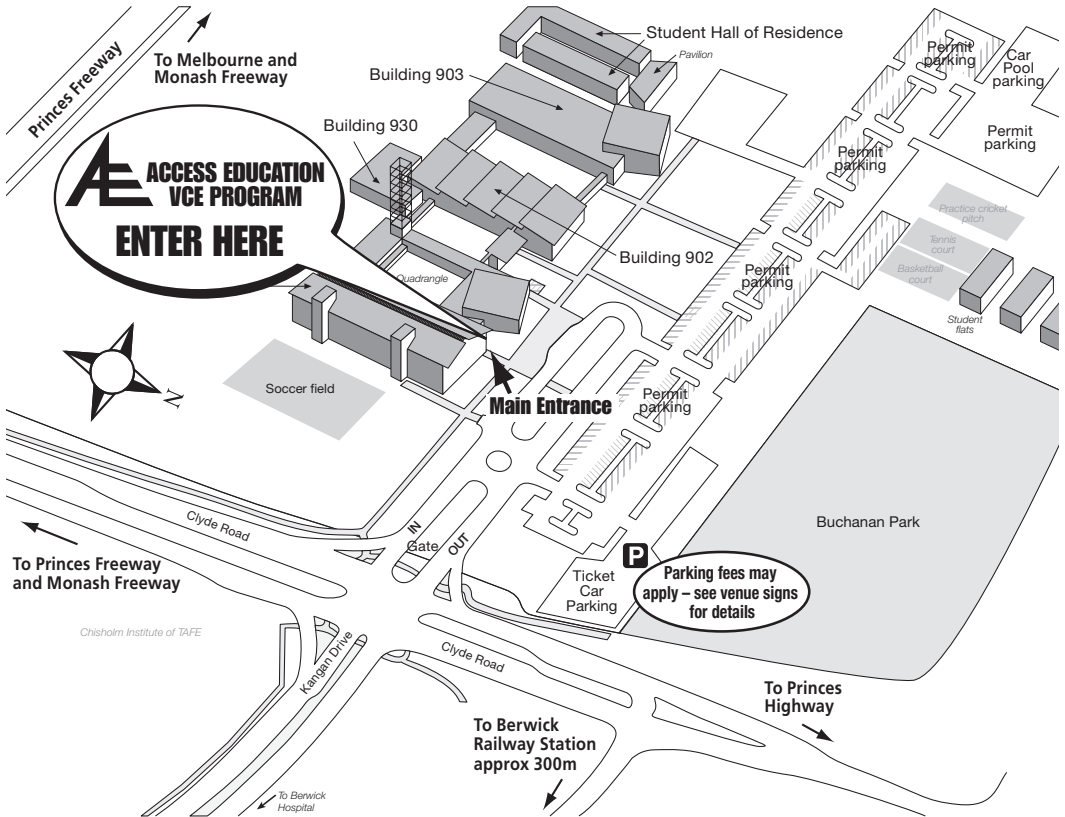 To Melbourne and
Monash Freeway
Princes Freeway
Student Hall of Residence
Pavilion
Building 903
Building 930
Permit
parking
Car
Pool
parking
Permit
parking
Permit
parking
AE ACCESS EDUCATION
VCE PROGRAM
ENTER HERE
Practice cricket
pitch
Tennis
court
Basketball
court
Building 902
Quadrangle
Permit
parking
Student
flats
N
Soccer field
Main Entrance
Permit
parking
Clyde Road
IN
Gate
OUT
Buchanan Park
To Princes Freeway
and Monash Freeway
P
Ticket
Car
Parking
Parking fees may
apply – see venue signs
for details
Chisholm Institute of TAFE
Kangan Drive
Clyde Road
To Princes
Highway
To Berwick
Railway Station
approx 300m
To Berwick
Hospital